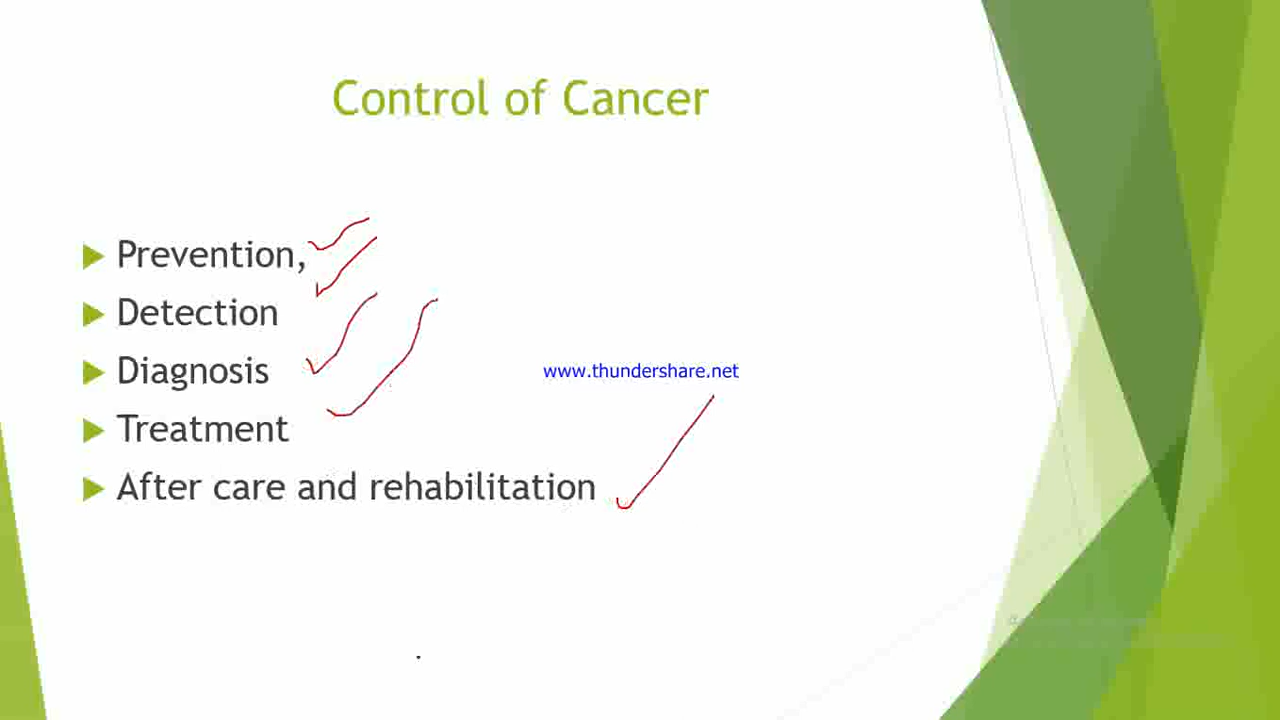 Control of Cancer
Prevention,
Detection
Diagnosis
www.thundershare.net
Treatment
After care and rehabilitation